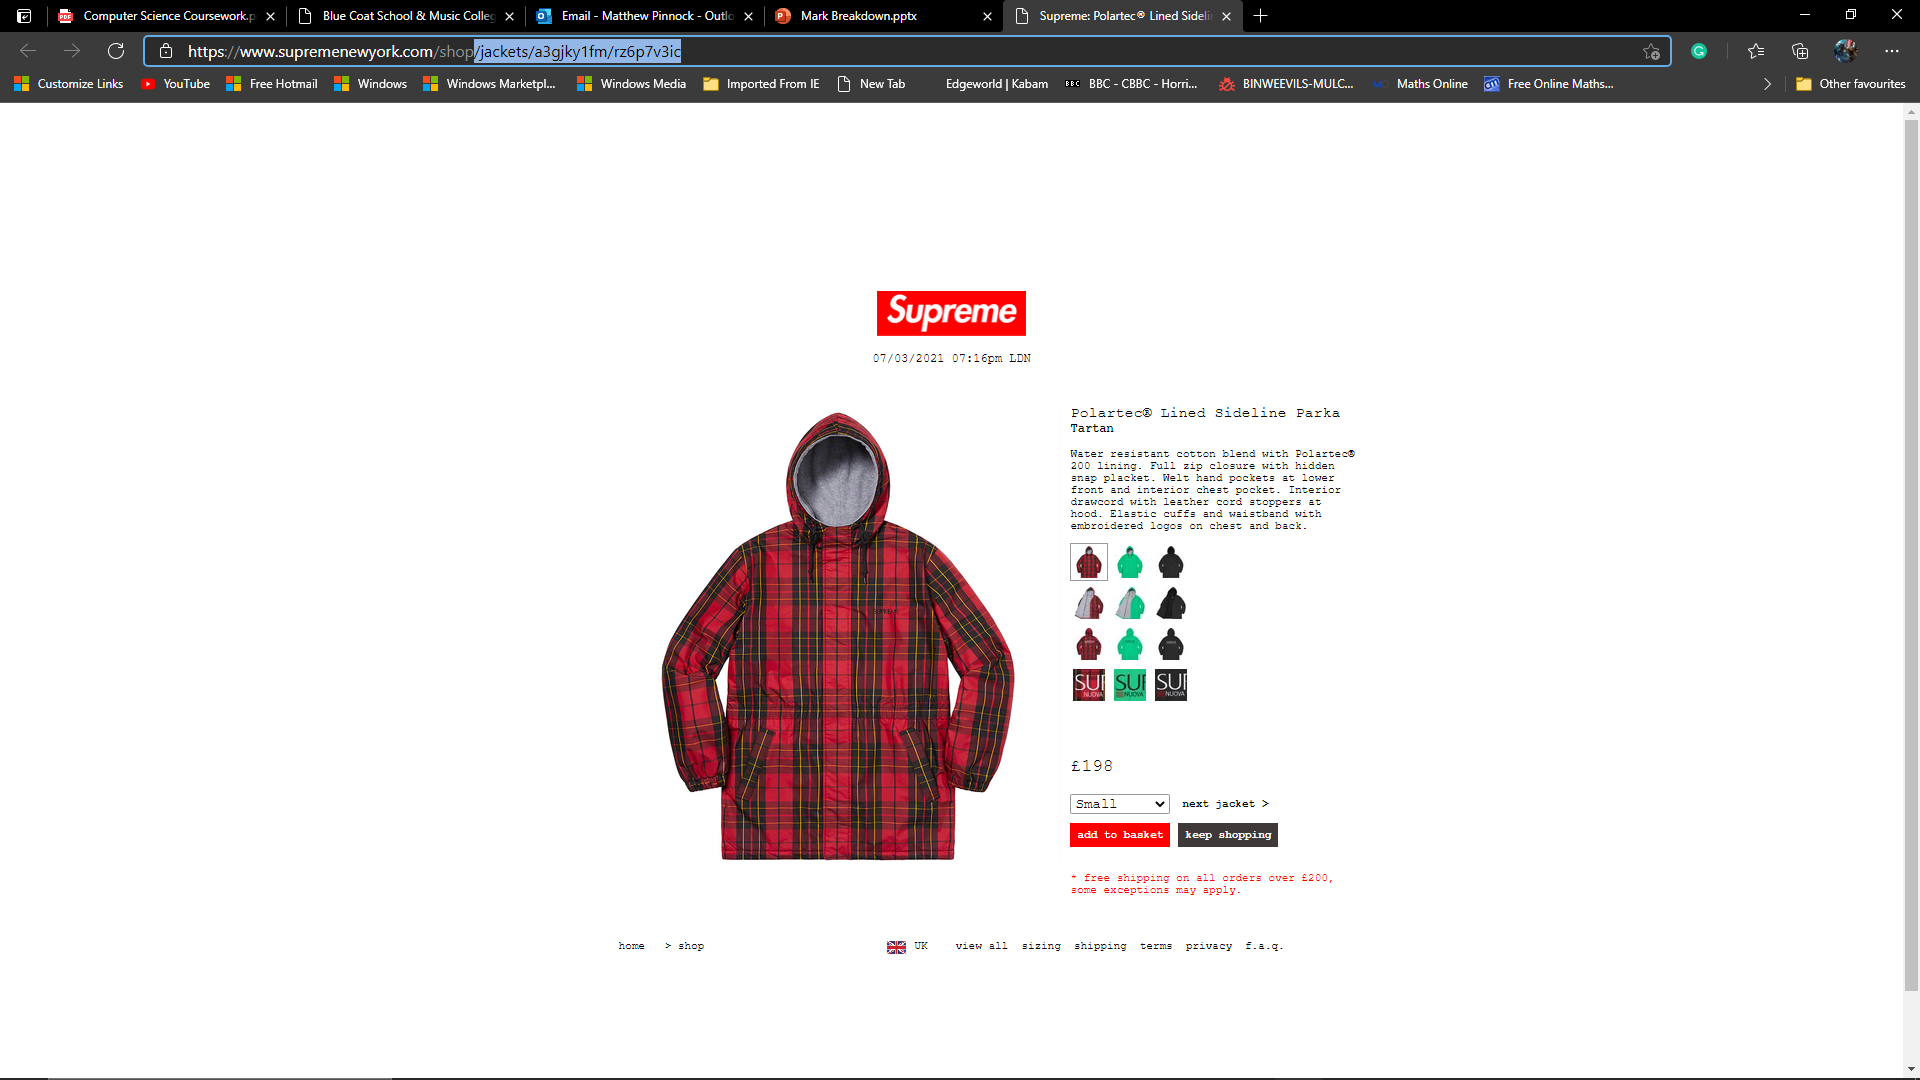 Computer Science Coursework.p
Blue Coat School & Music Colleg
Email - Matthew Pinnock - Outlo
Mark Breakdown.pptx
Supreme: Polartec® Lined Sideli
https://www.supremenewyork.com/shop/jackets/a3gjky1fm/rz6p7v3ic
Customize Links
YouTube
Free Hotmail
Windows
Windows Marketpl...
Windows Media
Imported From IE
New Tab
Edgeworld | Kabam
BBC - CBBC - Horri...
BINWEEVILS-MULC...
Maths Online
Free Online Maths...
Other favourites
Supreme
07/03/2021 07:16pm LDN
Polartec® Lined Sideline Parka
Tartan
Water resistant cotton blend with Polartec®
200 lining. Full zip closure with hidden
snap placket. Welt hand pockets at lower
front and interior chest pocket. Interior
drawcord with leather cord stoppers at
hood. Elastic cuffs and waistband with
embroidered logos on chest and back.
SUF NUOVA
SUF NUOVA
SUF NUOVA
£198
Small
next jacket >
add to basket
keep shopping
* free shipping on all orders over £200,
some exceptions may apply.
home > shop
UK
view all sizing shipping terms privacy f.a.q.